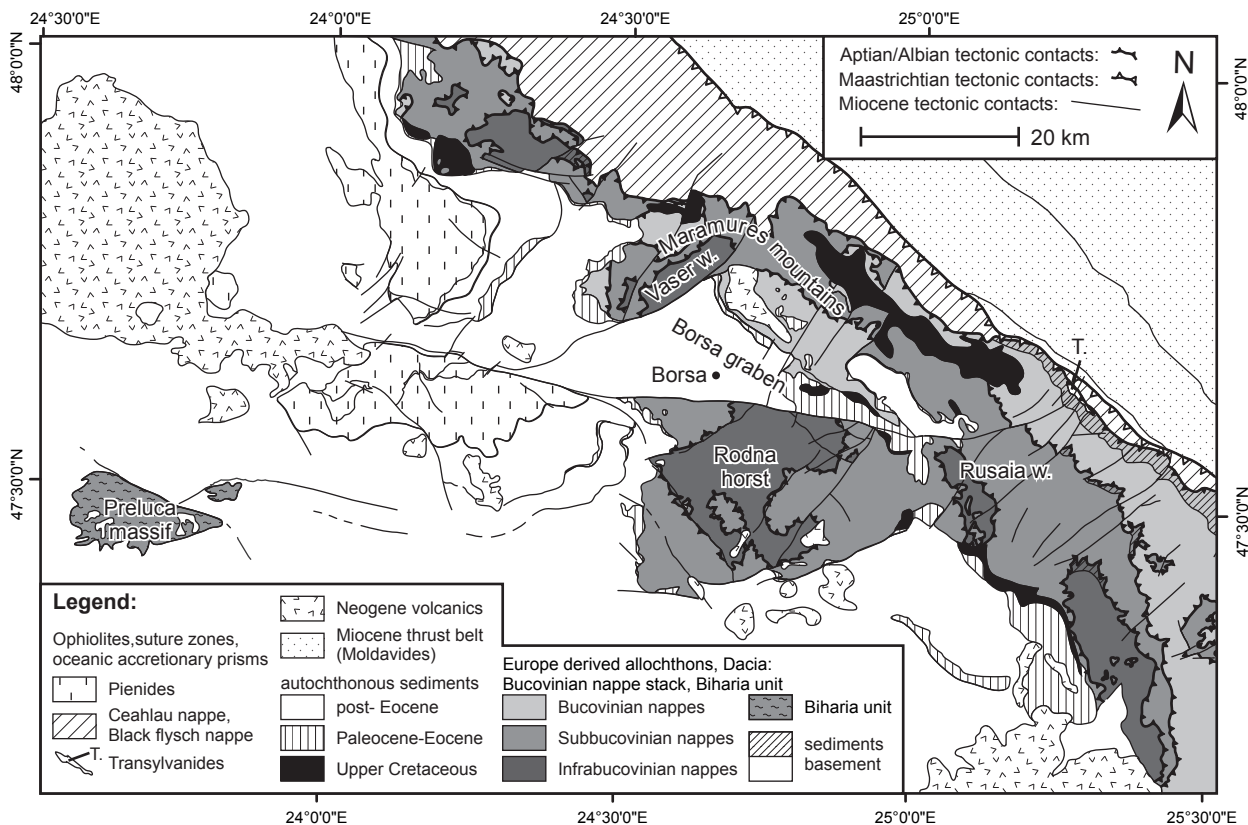 24°30'0"E
24°0'0"E
24°30'0"E
25°0'0"E
48°0'0"N
48°0'0"N
Aptian/Albian tectonic contacts:
Maastrichtian tectonic contacts:
Miocene tectonic contacts:
N
20 km
Maramures mountains
Vaser w.
Borsa graben
Borsa
T
Rodna
horst
Rusaia w.
47°30'0"N
47°30'0"N
Preluca
massif
Legend:
Ophiolites,suture zones,
oceanic accretionary prisms
Pienides
Ceahlau nappe,
Black flysch nappe
T.
Transylvanides
Neogene volcanics
Miocene thrust belt
(Moldavides)
autochthonous sediments
post- Eocene
Paleocene-Eocene
Upper Cretaceous
Europe derived allochthons, Dacia:
Bucovinian nappe stack, Biharia unit
Bucovinian nappes
Subbucovinian nappes
Infrabucovinian nappes
Biharia unit
sediments
basement
24°0'0"E
24°30'0"E
25°0'0"E
25°30'0"E